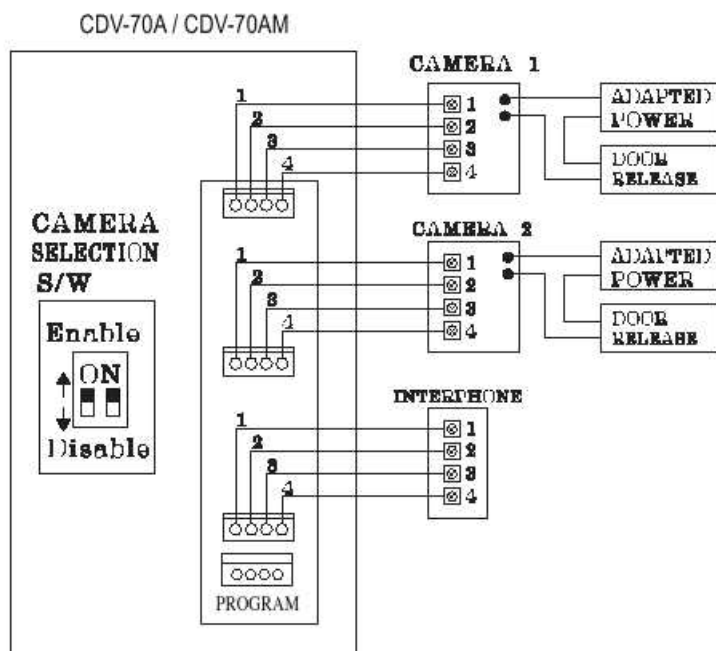 CDV-70A / CDV-70AM
CAMERA 1
1
2
3
4
1
2
3
4
ADAPTED
POWER
DOOR
RELEASE
CAMERA
SELECTION
S/W
Enable
ON
Disable
CAMERA 2
1
2
3
4
1
2
3
4
ADAPTED
POWER
DOOR
RELEASE
INTERPHONE
1
2
3
4
1
2
3
4
PROGRAM